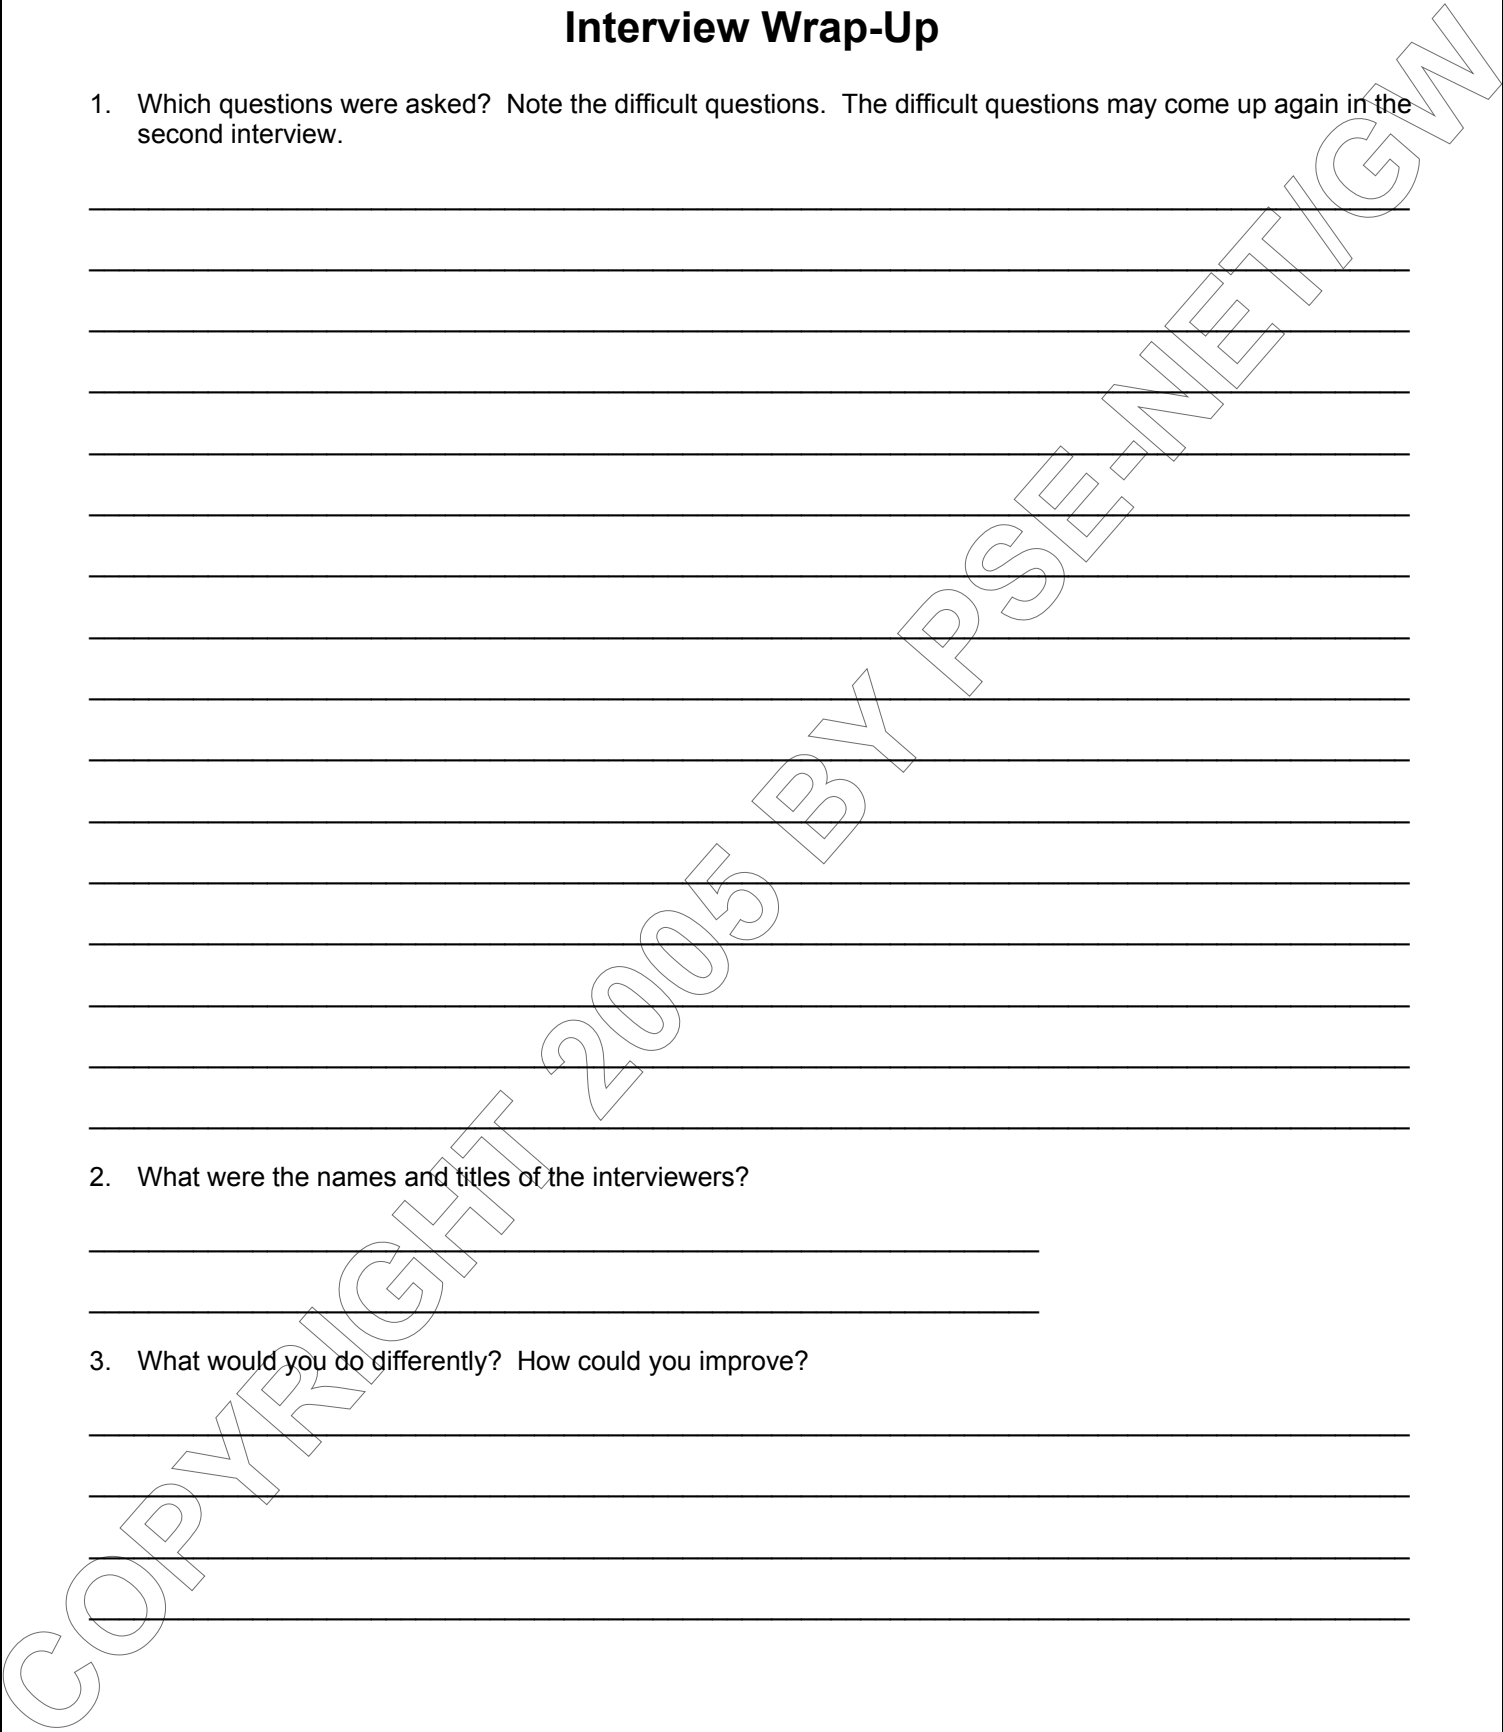 Interview Wrap-Up
1. Which questions were asked? Note the difficult questions. The difficult questions may come up again in the
second interview.
2. What were the names and titles of the interviewers?
3. What would you do differently? How could you improve?
COPYRIGHT 2005 BY PSE-NET/GW